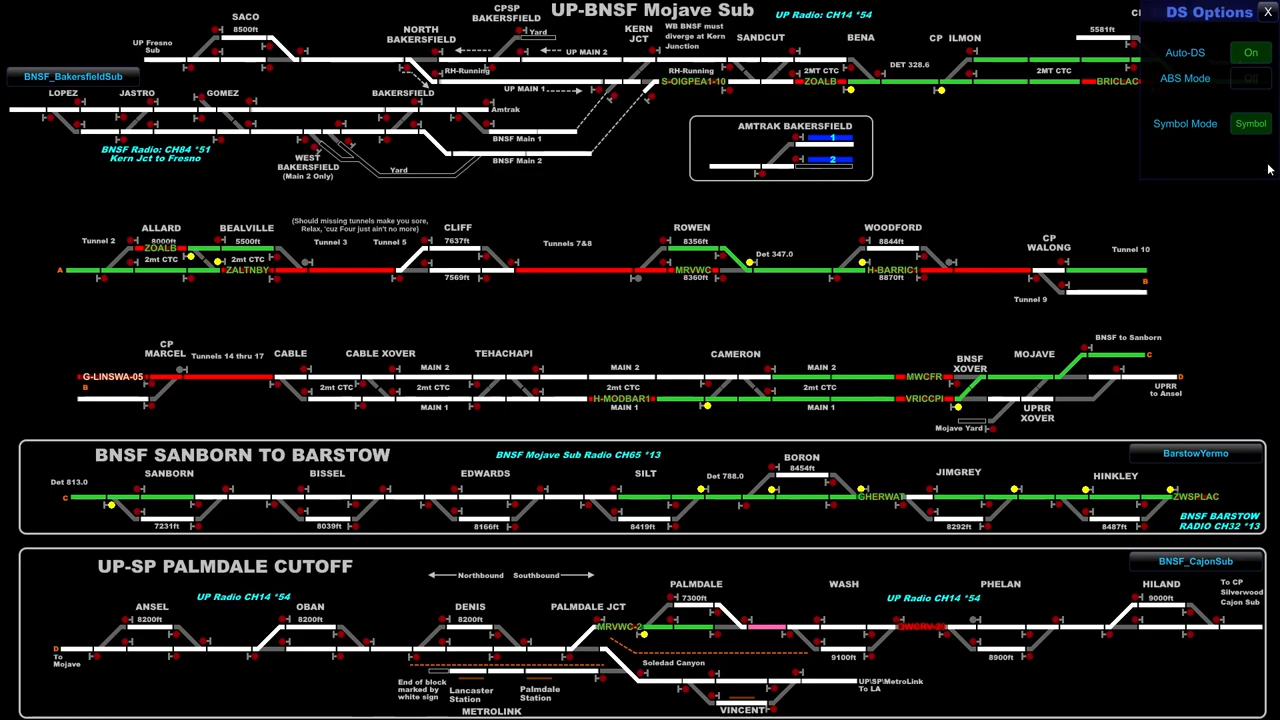 UP-BNSF Mojave Sub
UP Radio: CH14 *54
DS Options
X
SACO
8500ft
NORTH
BAKERSFIELD
CPSP
BAKERSFIELD
Yard
KERN
JCT
WB BNSF must
diverge at Kern
Junction
SANDCUT
BENA
CP ILMON
5581ft
Auto-DS
On
ABS Mode
Off
Symbol Mode
Symbol
UP Fresno
Sub
UP MAIN 2
RH-Running
UP MAIN 1
RH-Running
S-OIGPEA1-10
2MT CTC
ZOALB
DET 328.6
2MT CTC
BRICLAC
BNSF_BakersfieldSub
LOPEZ
JASTRO
GOMEZ
BAKERSFIELD
Amtrak
BNSF Main 1
BNSF Main 2
BNSF Radio: CH84 *51
Kern Jct to Fresno
WEST
BAKERSFIELD
(Main 2 Only)
Yard
AMTRAK BAKERSFIELD
1
2
ALLARD
8000ft
BEALVILLE
5500ft
(Should missing tunnels make you sore,
Relax, 'cuz Four just ain't no more)
CLIFF
7637ft
ROWEN
8356ft
WOODFORD
8844ft
CP
WALONG
Tunnel 2
Tunnel 3
Tunnel 5
Tunnels 7&8
Det 347.0
Tunnel 10
ZOALB
2mt CTC
2mt CTC
A
ZALTNBY
7569ft
MRVWC
8360ft
H-BARRIC1
8870ft
B
Tunnel 9
CP
MARCEL
Tunnels 14 thru 17
CABLE
CABLE XOVER
TEHACHAPI
CAMERON
BNSF
XOVER
MOJAVE
BNSF to Sanborn
C
G-LINSWA-05
B
MAIN 2
MAIN 2
MAIN 2
MWCFR
D
2mt CTC
2mt CTC
2mt CTC
2mt CTC
UPRR
to Ansel
MAIN 1
H-MODBAR1
MAIN 1
MAIN 1
VRICCPI
UPRR
XOVER
Mojave Yard
BNSF SANBORN TO BARSTOW
BNSF Mojave Sub Radio CH65 *13
BarstowYermo
Det 813.0
SANBORN
BISSEL
EDWARDS
SILT
Det 788.0
BORON
8454ft
JIMGREY
HINKLEY
C
GHERWAT
ZWSPLAC
7231ft
8039ft
8166ft
8419ft
8292ft
8487ft
BNSF BARSTOW
RADIO CH32 *13
UP-SP PALMDALE CUTOFF
BNSF_CajonSub
Northbound
Southbound
UP Radio CH14 *54
UP Radio CH14 *54
ANSEL
8200ft
OBAN
8200ft
DENIS
8200ft
PALMDALE JCT
PALMDALE
7300ft
WASH
PHELAN
HILAND
9000ft
To CP
Silverwood
Cajon Sub
MRVWC-2
D
To
Mojave
9100ft
8900ft
Soledad Canyon
End of block
marked by
white sign
Lancaster
Station
Palmdale
Station
METROLINK
UP\SP\MetroLink
To LA
VINCENT